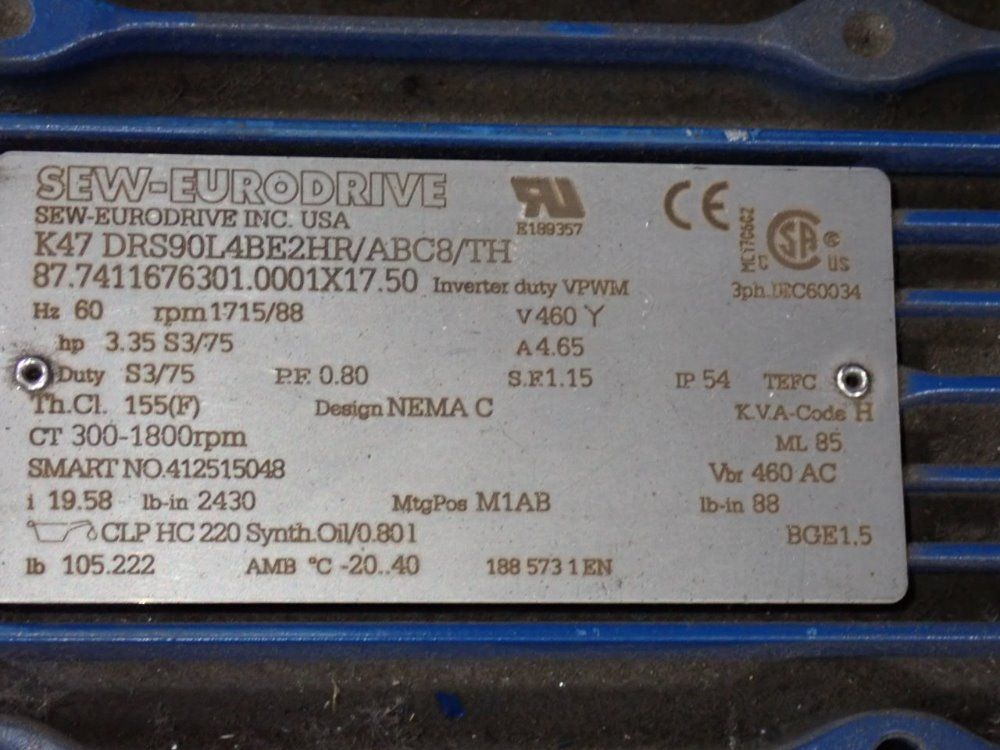 SEW-EURODRIVE
SEW-EURODRIVE INC. USA
E189357
K47 DRS90L4BE2HR/ABC8/TH
87.7411676301.0001X17.50 Inverter duty VPWM
C US
3ph.IEC60034
Hz 60 rpm 1715/88 V 460 Y
hp 3.35 S3/75 A 4.65
Duty S3/75 P.F. 0.80 S.F. 1.15 IP 54 TEFC
Th.Cl. 155(F) Design NEMA C K.V.A-Code H
CT 300-1800rpm ML 85
SMART NO.412515048 Vbr 460 AC
i 19.58 lb-in 2430 MtgPos M1AB lb-in 88
CLP HC 220 Synth.Oil/0.80 l BGE1.5
lb 105.222 AMB °C -20..40 188 573 1 EN